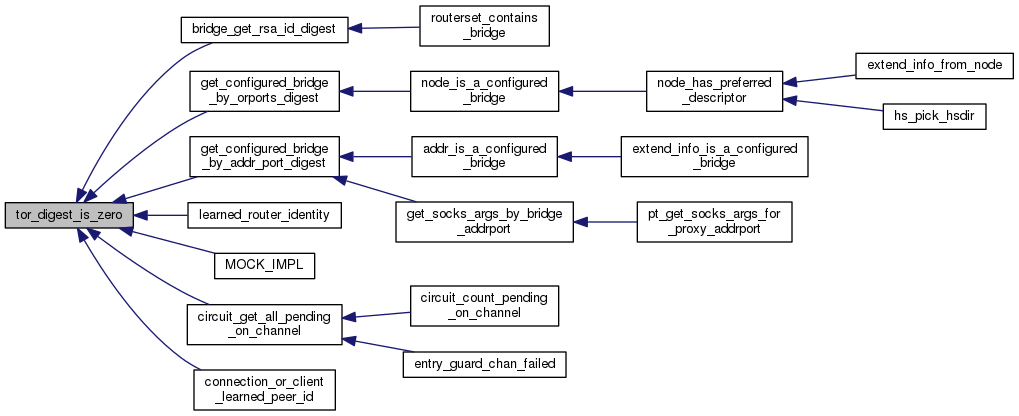 routerset_contains
_bridge
bridge_get_rsa_id_digest
extend_info_from_node
get_configured_bridge
_by_orports_digest
node_is_a_configured
_bridge
node_has_preferred
_descriptor
hs_pick_hsdir
get_configured_bridge
_by_addr_port_digest
addr_is_a_configured
_bridge
extend_info_is_a_configured
_bridge
tor_digest_is_zero
learned_router_identity
get_socks_args_by_bridge
_addrport
pt_get_socks_args_for
_proxy_addrport
MOCK_IMPL
circuit_get_all_pending
_on_channel
circuit_count_pending
_on_channel
entry_guard_chan_failed
connection_or_client
_learned_peer_id